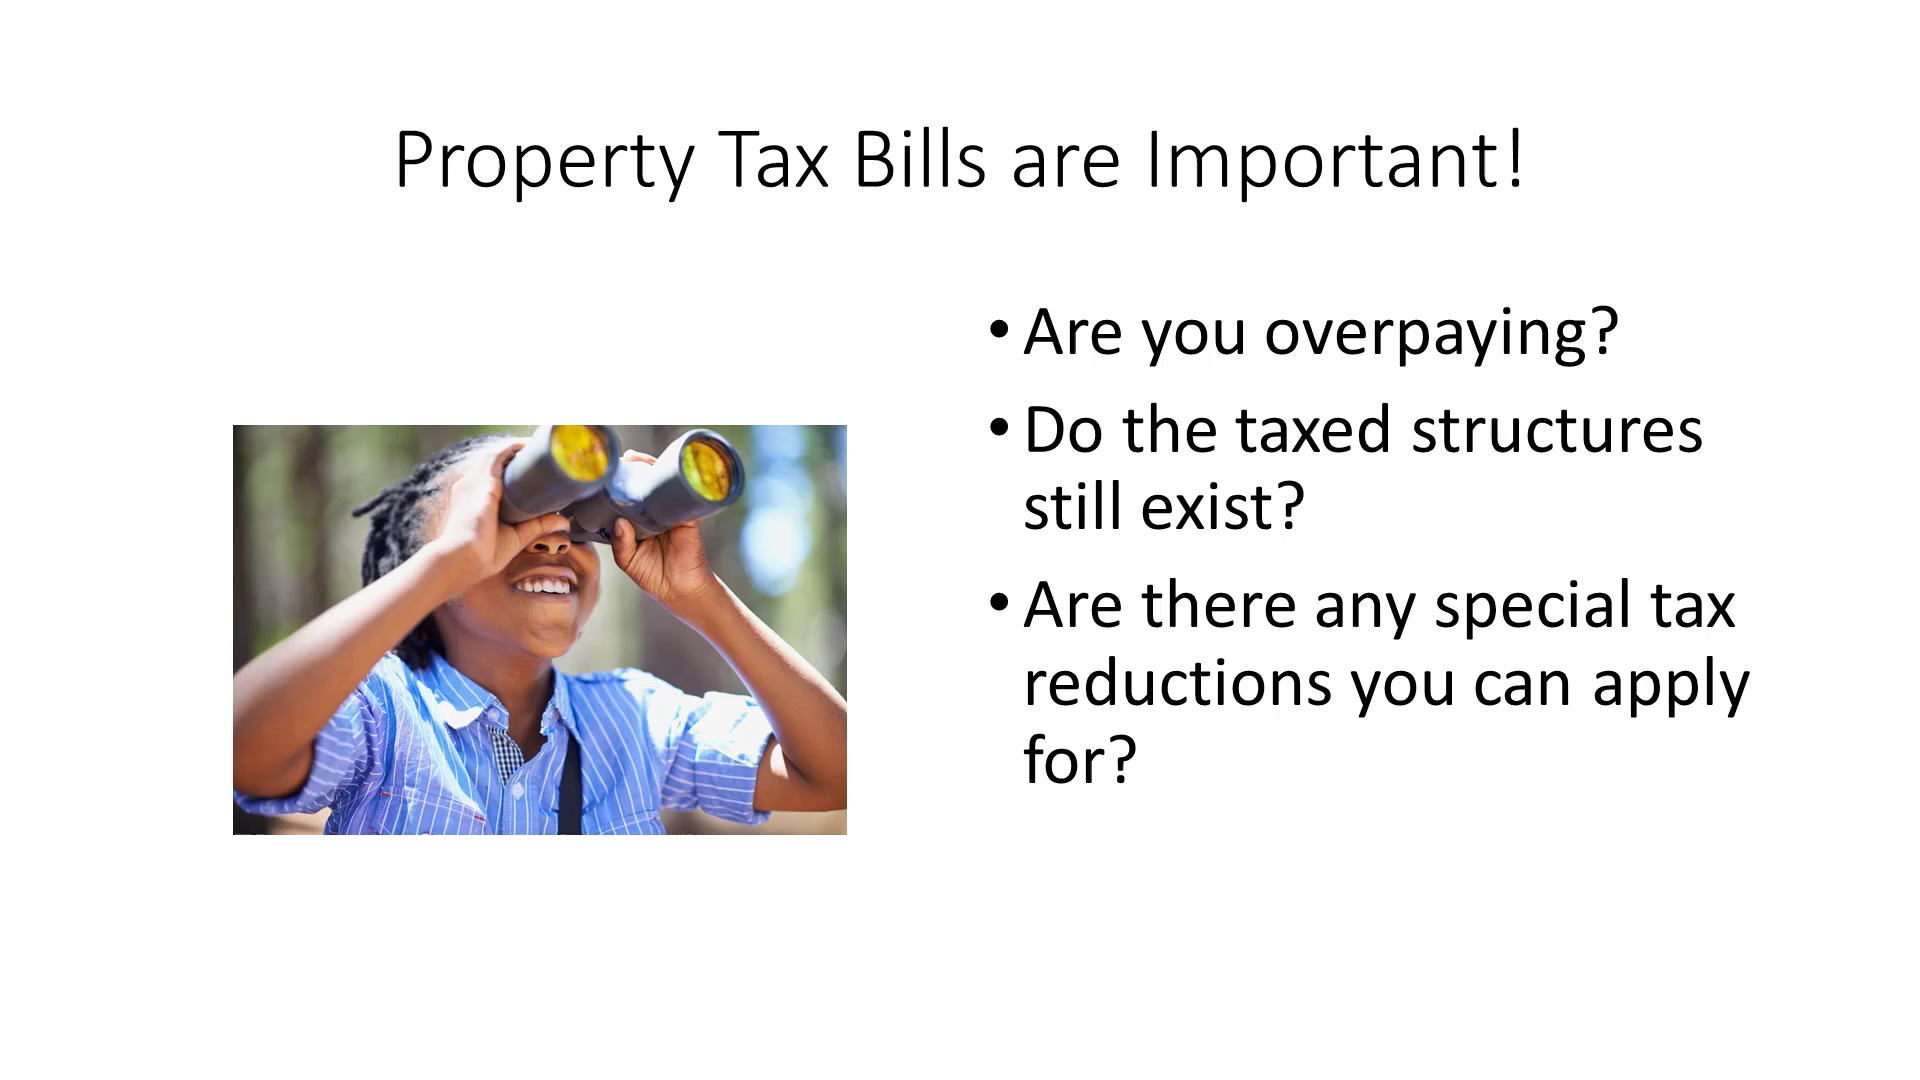 Property Tax Bills are Important!
• Are you overpaying?
• Do the taxed structures
still exist?
• Are there any special tax
reductions you can apply
for?